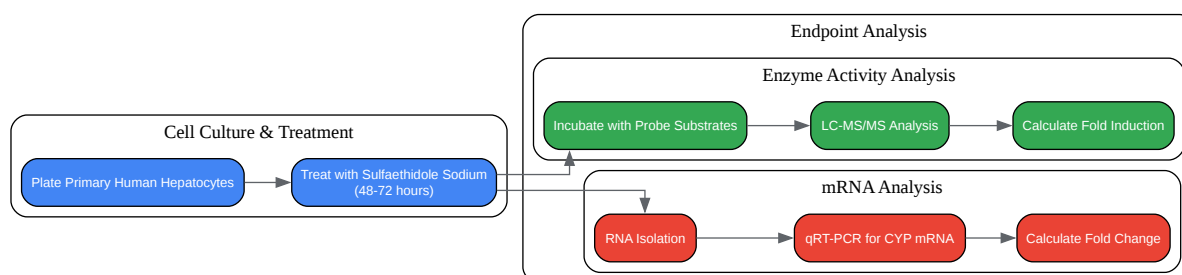 Endpoint Analysis
Enzyme Activity Analysis
Incubate with Probe Substrates
LC-MS/MS Analysis
Calculate Fold Induction
Cell Culture & Treatment
Plate Primary Human Hepatocytes
Treat with Sulfaethidole Sodium
(48-72 hours)
mRNA Analysis
RNA Isolation
qRT-PCR for CYP mRNA
Calculate Fold Change